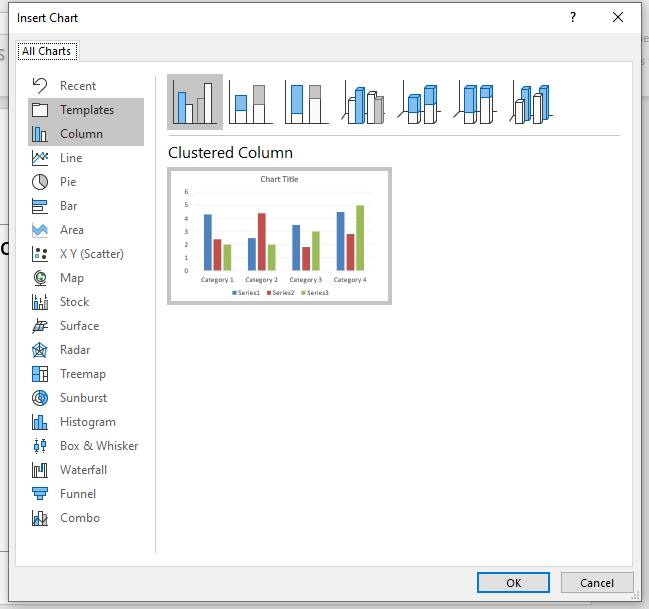 Insert Chart
?
All Charts
Recent
Templates
Column
Line
Pie
Bar
Area
X Y (Scatter)
Map
Stock
Surface
Radar
Treemap
Sunburst
Histogram
Box & Whisker
Waterfall
Funnel
Combo
Clustered Column
Chart Title
6
5
4
3
2
1
0
Category 1 Category 2 Category 3 Category 4
Series1 Series2 Series3
OK Cancel